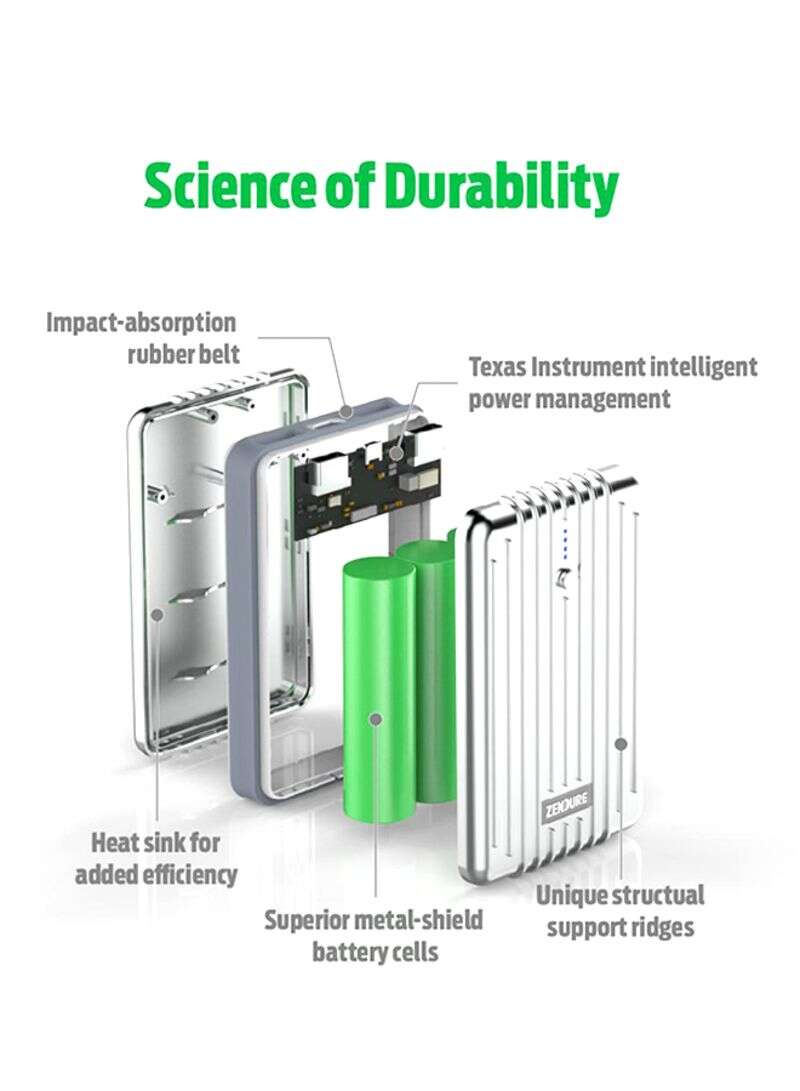 Science of Durability
Impact-absorption
rubber belt
Texas Instrument intelligent
power management
ZENDURE
Heat sink for
added efficiency
Superior metal-shield
battery cells
Unique structual
support ridges